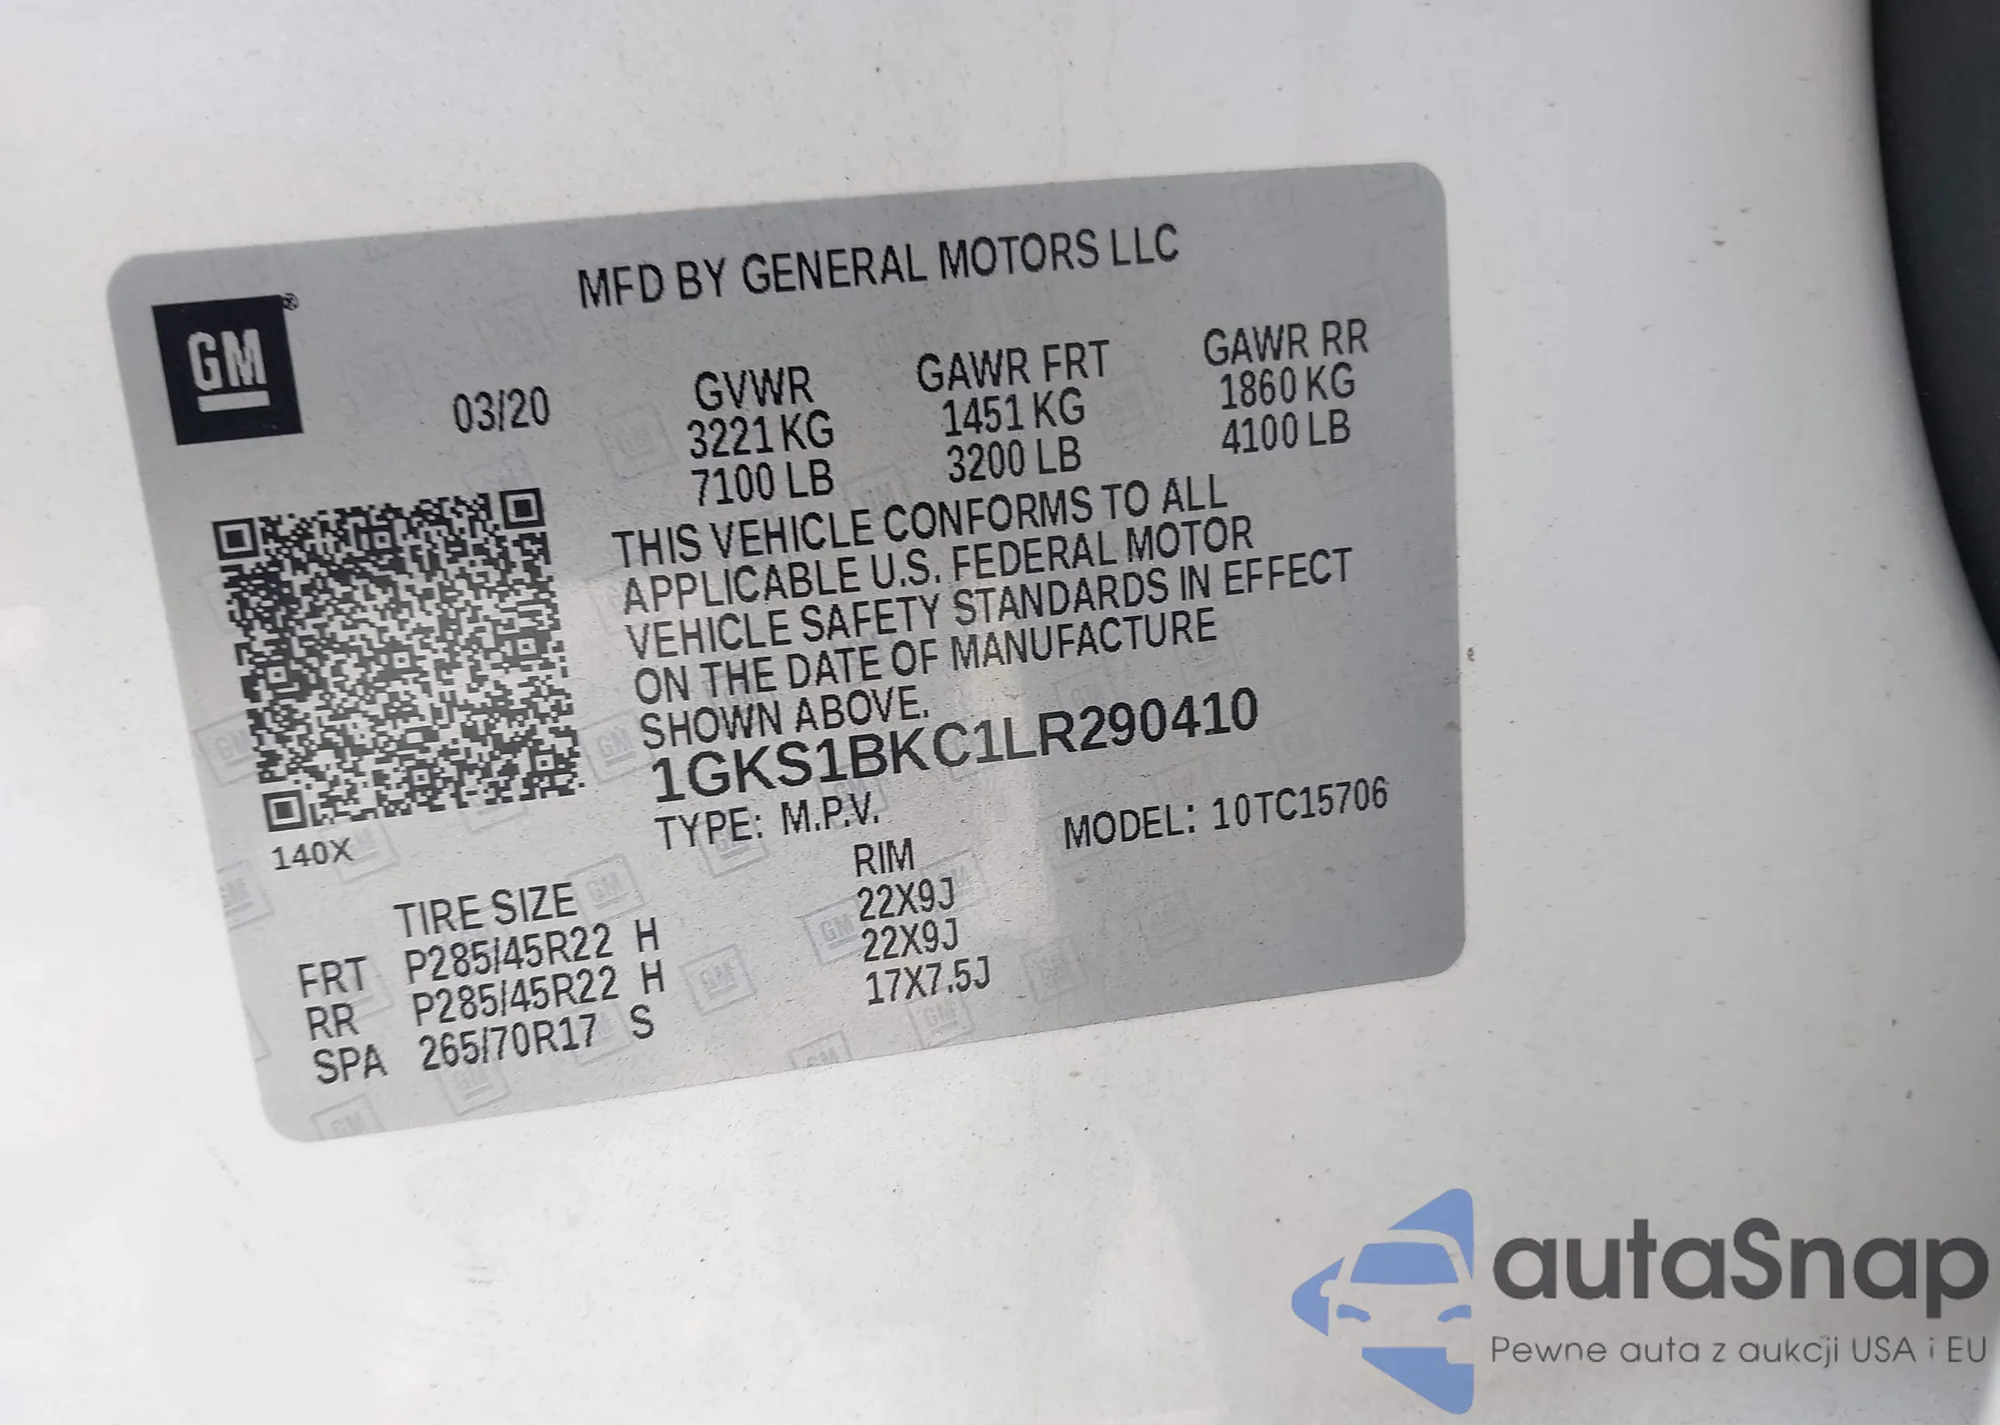 MFD BY GENERAL MOTORS LLC
GM®
03/20
GVWR
3221 KG
7100 LB
GAWR FRT
1451 KG
3200 LB
GAWR RR
1860 KG
4100 LB
THIS VEHICLE CONFORMS TO ALL
APPLICABLE U.S. FEDERAL MOTOR
VEHICLE SAFETY STANDARDS IN EFFECT
ON THE DATE OF MANUFACTURE
SHOWN ABOVE.
1GKS1BKC1LR290410
TYPE: M.P.V.
MODEL: 10TC15706
140X
TIRE SIZE RIM
FRT P285/45R22 H 22X9J
RR P285/45R22 H 22X9J
SPA 265/70R17 S 17X7.5J
autaSnap
Pewne auta z aukcji USA i EU